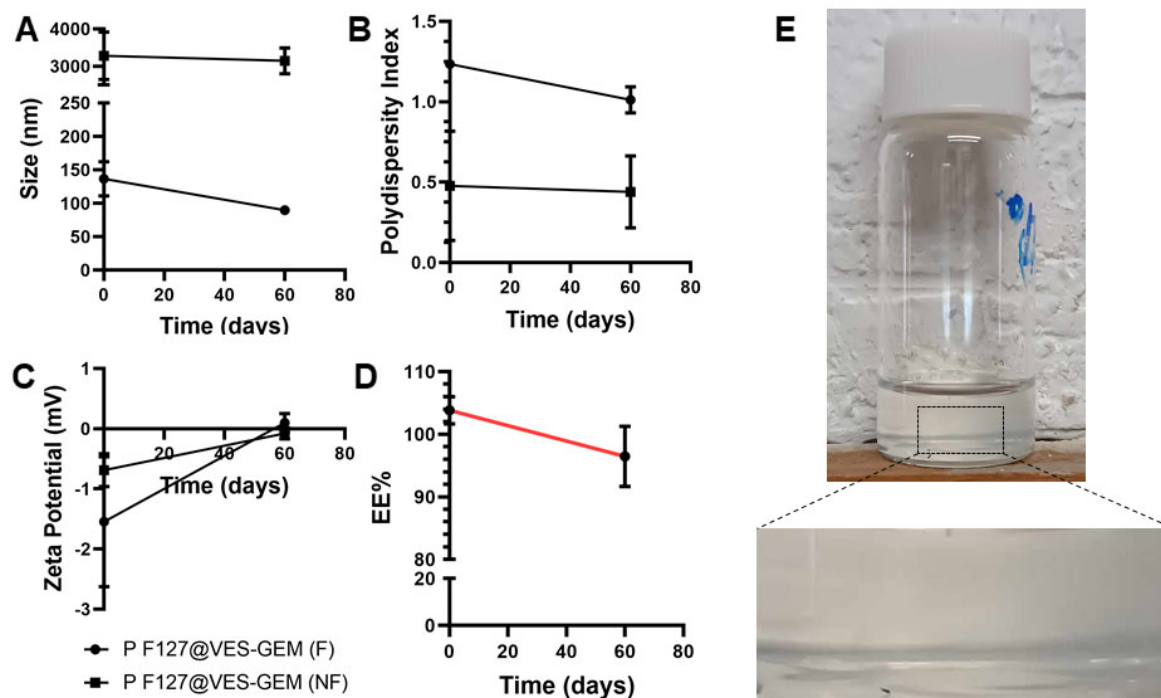 A
Size (nm)
4000
3000
250
200
150
100
50
0
0 20 40 60 80
Time (days)
B
Polydispersity Index
1.5
1.0
0.5
0.0
0 20 40 60 80
Time (days)
C
Zeta Potential (mV)
1
0
-1
-2
-3
20 40 60 80
Time (days)
P F127@VES-GEM (F)
P F127@VES-GEM (NF)
D
EE%
110
100
90
80
20
0
0 20 40 60 80
Time (days)
E